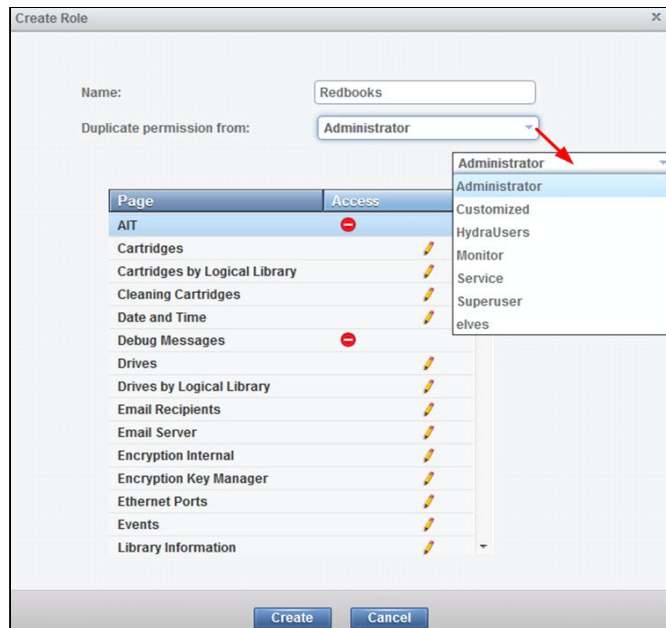 Create Role
x
Name:
Redbooks
Duplicate permission from:
Administrator
Administrator
Administrator
Customized
HydraUsers
Monitor
Service
Superuser
elves
Page
Access
AIT
Cartridges
Cartridges by Logical Library
Cleaning Cartridges
Date and Time
Debug Messages
Drives
Drives by Logical Library
Email Recipients
Email Server
Encryption Internal
Encryption Key Manager
Ethernet Ports
Events
Library Information
Create
Cancel